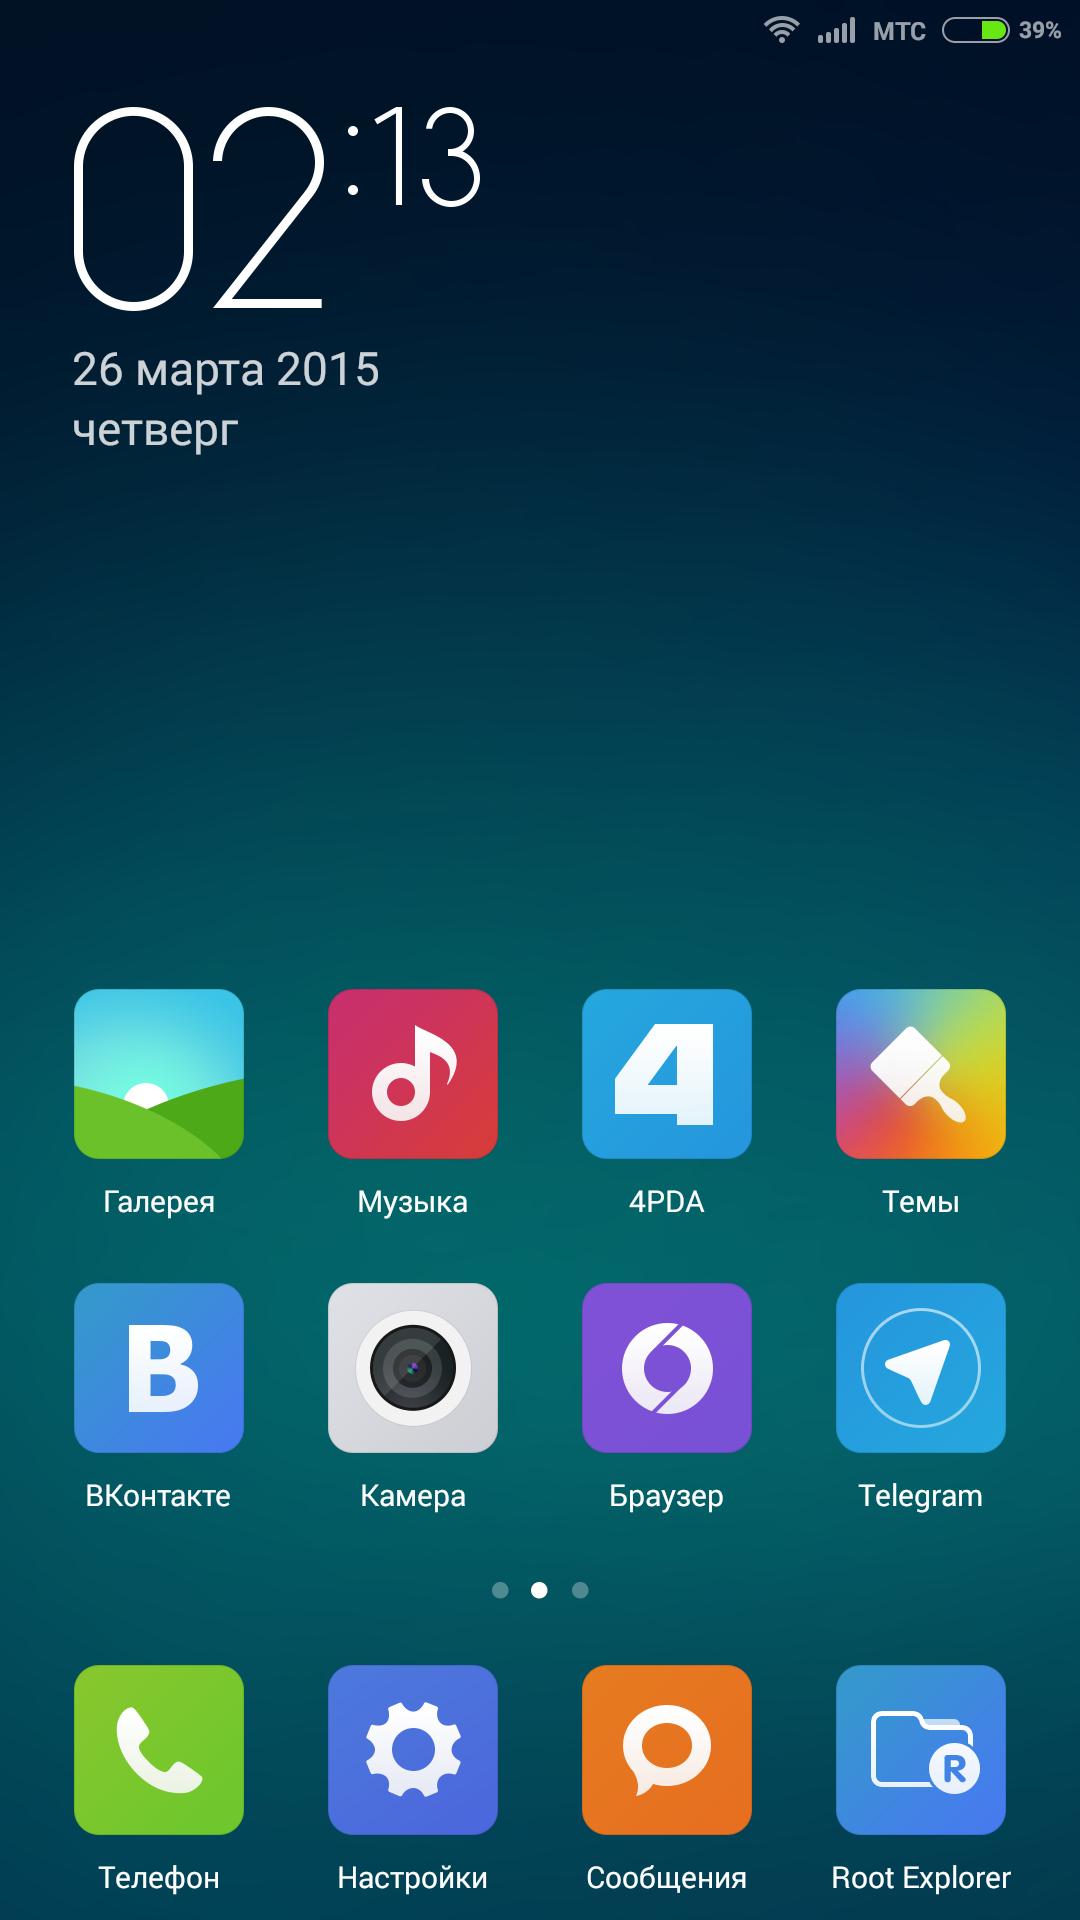 МТС 39%
02:13
26 марта 2015
четверг
4
Галерея Музыка 4PDA Темы
B
ВКонтакте Камера Браузер Telegram
R
Телефон Настройки Сообщения Root Explorer